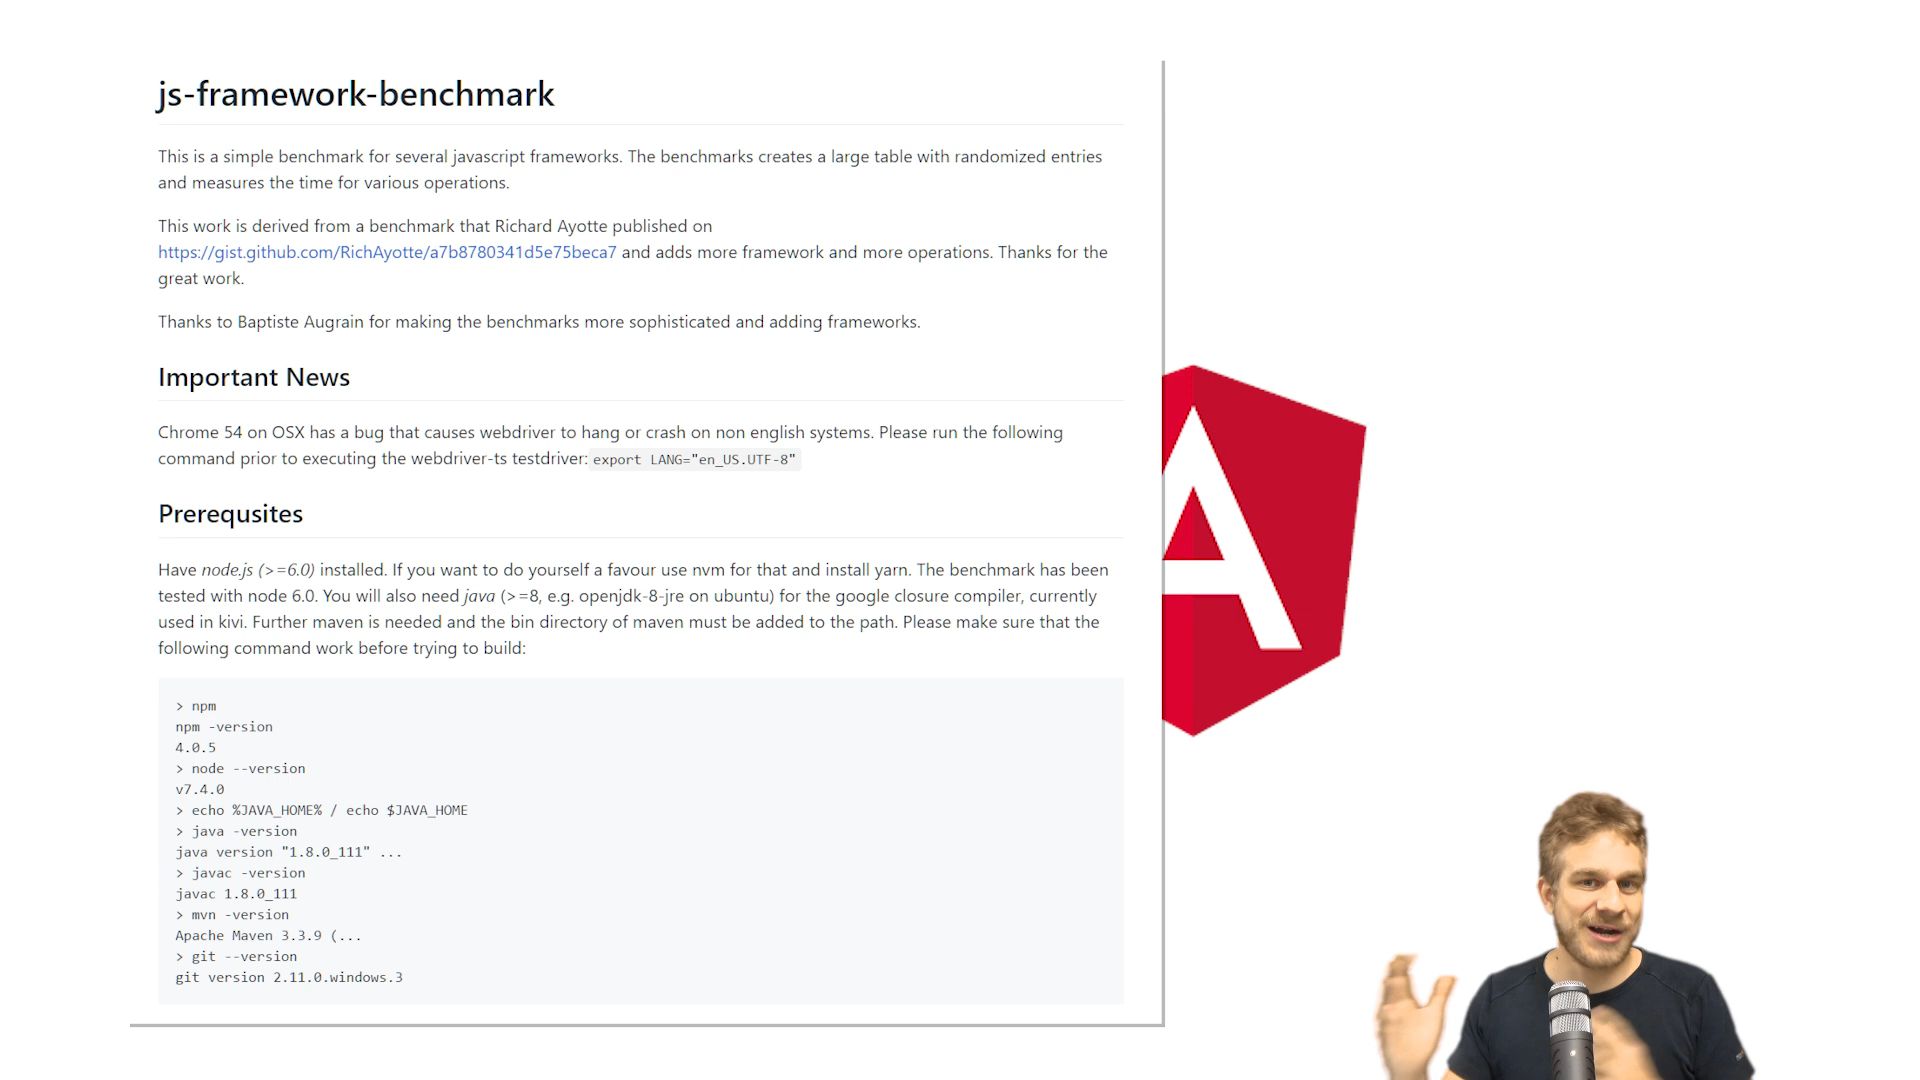 js-framework-benchmark
This is a simple benchmark for several javascript frameworks. The benchmarks creates a large table with randomized entries
and measures the time for various operations.
This work is derived from a benchmark that Richard Ayotte published on
https://gist.github.com/RichAyotte/a7b8780341d5e75beca7 and adds more framework and more operations. Thanks for the
great work.
Thanks to Baptiste Augrain for making the benchmarks more sophisticated and adding frameworks.
Important News
Chrome 54 on OSX has a bug that causes webdriver to hang or crash on non english systems. Please run the following
command prior to executing the webdriver-ts testdriver: export LANG="en_US.UTF-8"
Prerequsites
Have node.js (>=6.0) installed. If you want to do yourself a favour use nvm for that and install yarn. The benchmark has been
tested with node 6.0. You will also need java (>=8, e.g. openjdk-8-jre on ubuntu) for the google closure compiler, currently
used in kivi. Further maven is needed and the bin directory of maven must be added to the path. Please make sure that the
following command work before trying to build:
> npm
npm -version
4.0.5
> node --version
v7.4.0
> echo %JAVA_HOME% / echo $JAVA_HOME
> java -version
java version "1.8.0_111" ...
> javac -version
javac 1.8.0_111
> mvn -version
Apache Maven 3.3.9 (...
> git --version
git version 2.11.0.windows.3
A